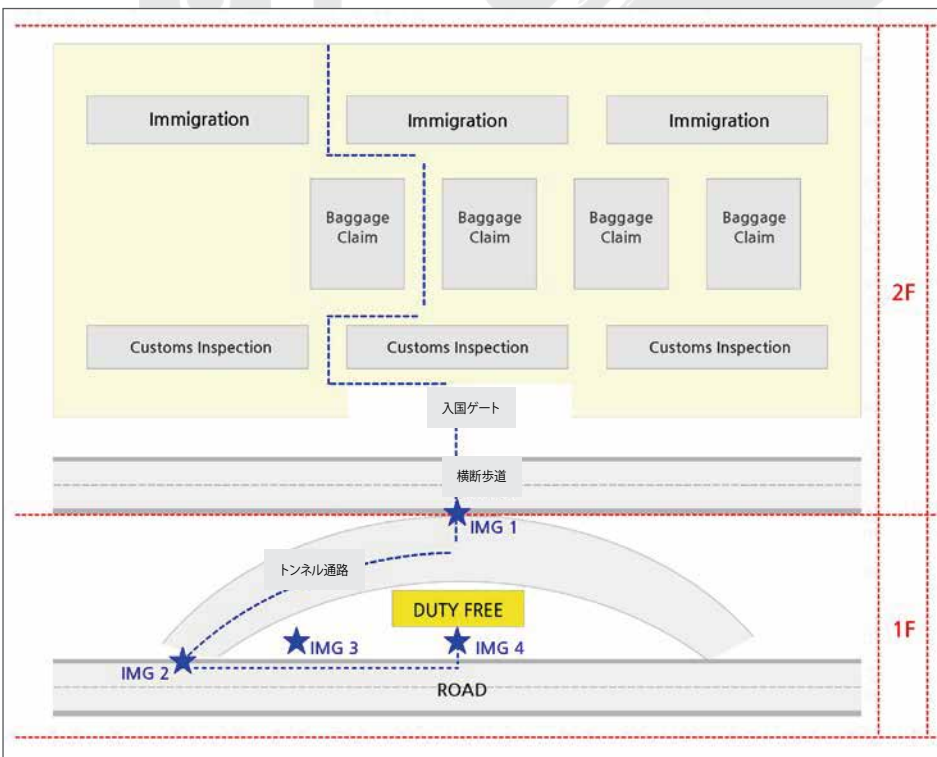 Immigration
Immigration
Immigration
Baggage
Claim
Baggage
Claim
Baggage
Claim
Baggage
Claim
2F
Customs Inspection
Customs Inspection
Customs Inspection
入国ゲート
横断歩道
IMG 1
トンネル通路
DUTY FREE
IMG 3
IMG 4
1F
IMG 2
ROAD